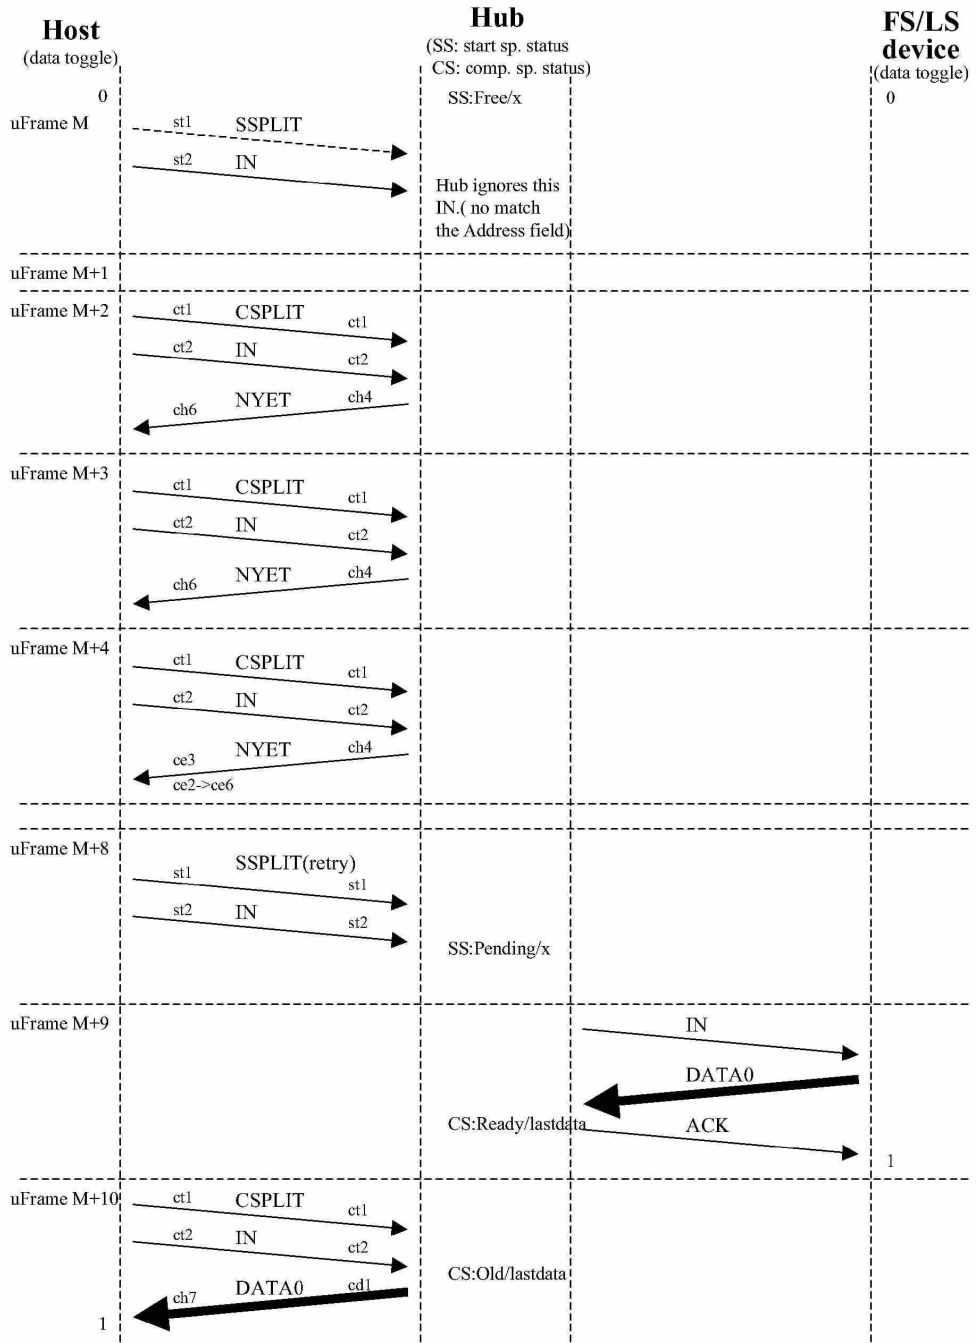 Host
(data toggle)
Hub
(SS: start sp. status
CS: comp. sp. status)
FS/LS
device
(data toggle)
0
SS:Free/x
0
uFrame M
st1 SSPLIT
st2 IN
Hub ignores this
IN.( no match
the Address field)
uFrame M+1
uFrame M+2
ct1 CSPLIT ct1
ct2 IN ct2
ch6 NYET ch4
uFrame M+3
ct1 CSPLIT ct1
ct2 IN ct2
ch6 NYET ch4
uFrame M+4
ct1 CSPLIT ct1
ct2 IN ct2
ce3 NYET ch4
ce2->ce6
uFrame M+8
SSPLIT(retry)
st1 st1
st2 IN st2
SS:Pending/x
uFrame M+9
IN
DATA0
CS:Ready/lastdata
ACK
1
uFrame M+10
ct1 CSPLIT ct1
ct2 IN ct2
CS:Old/lastdata
ch7 DATA0 cd1
1